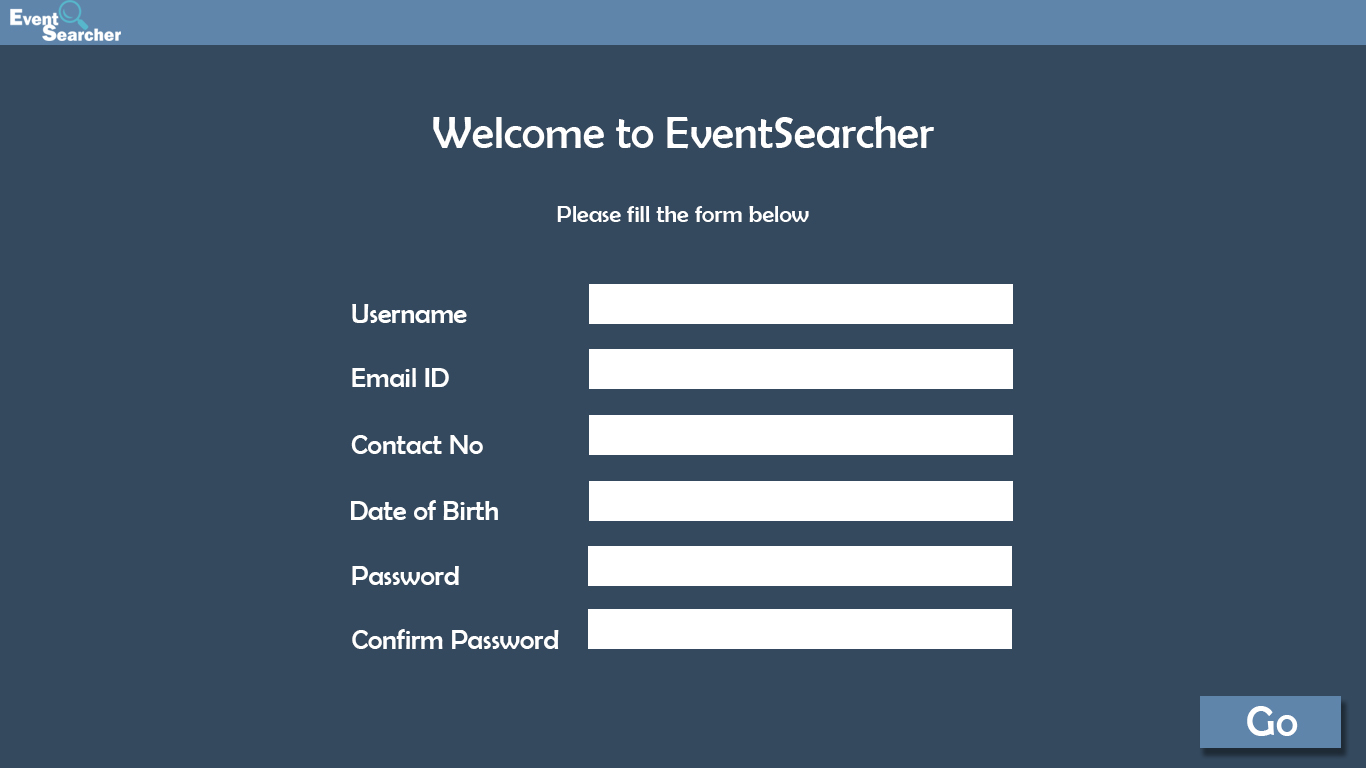 Event
Searcher
Welcome to EventSearcher
Please fill the form below
Username
Email ID
Contact No
Date of Birth
Password
Confirm Password
Go